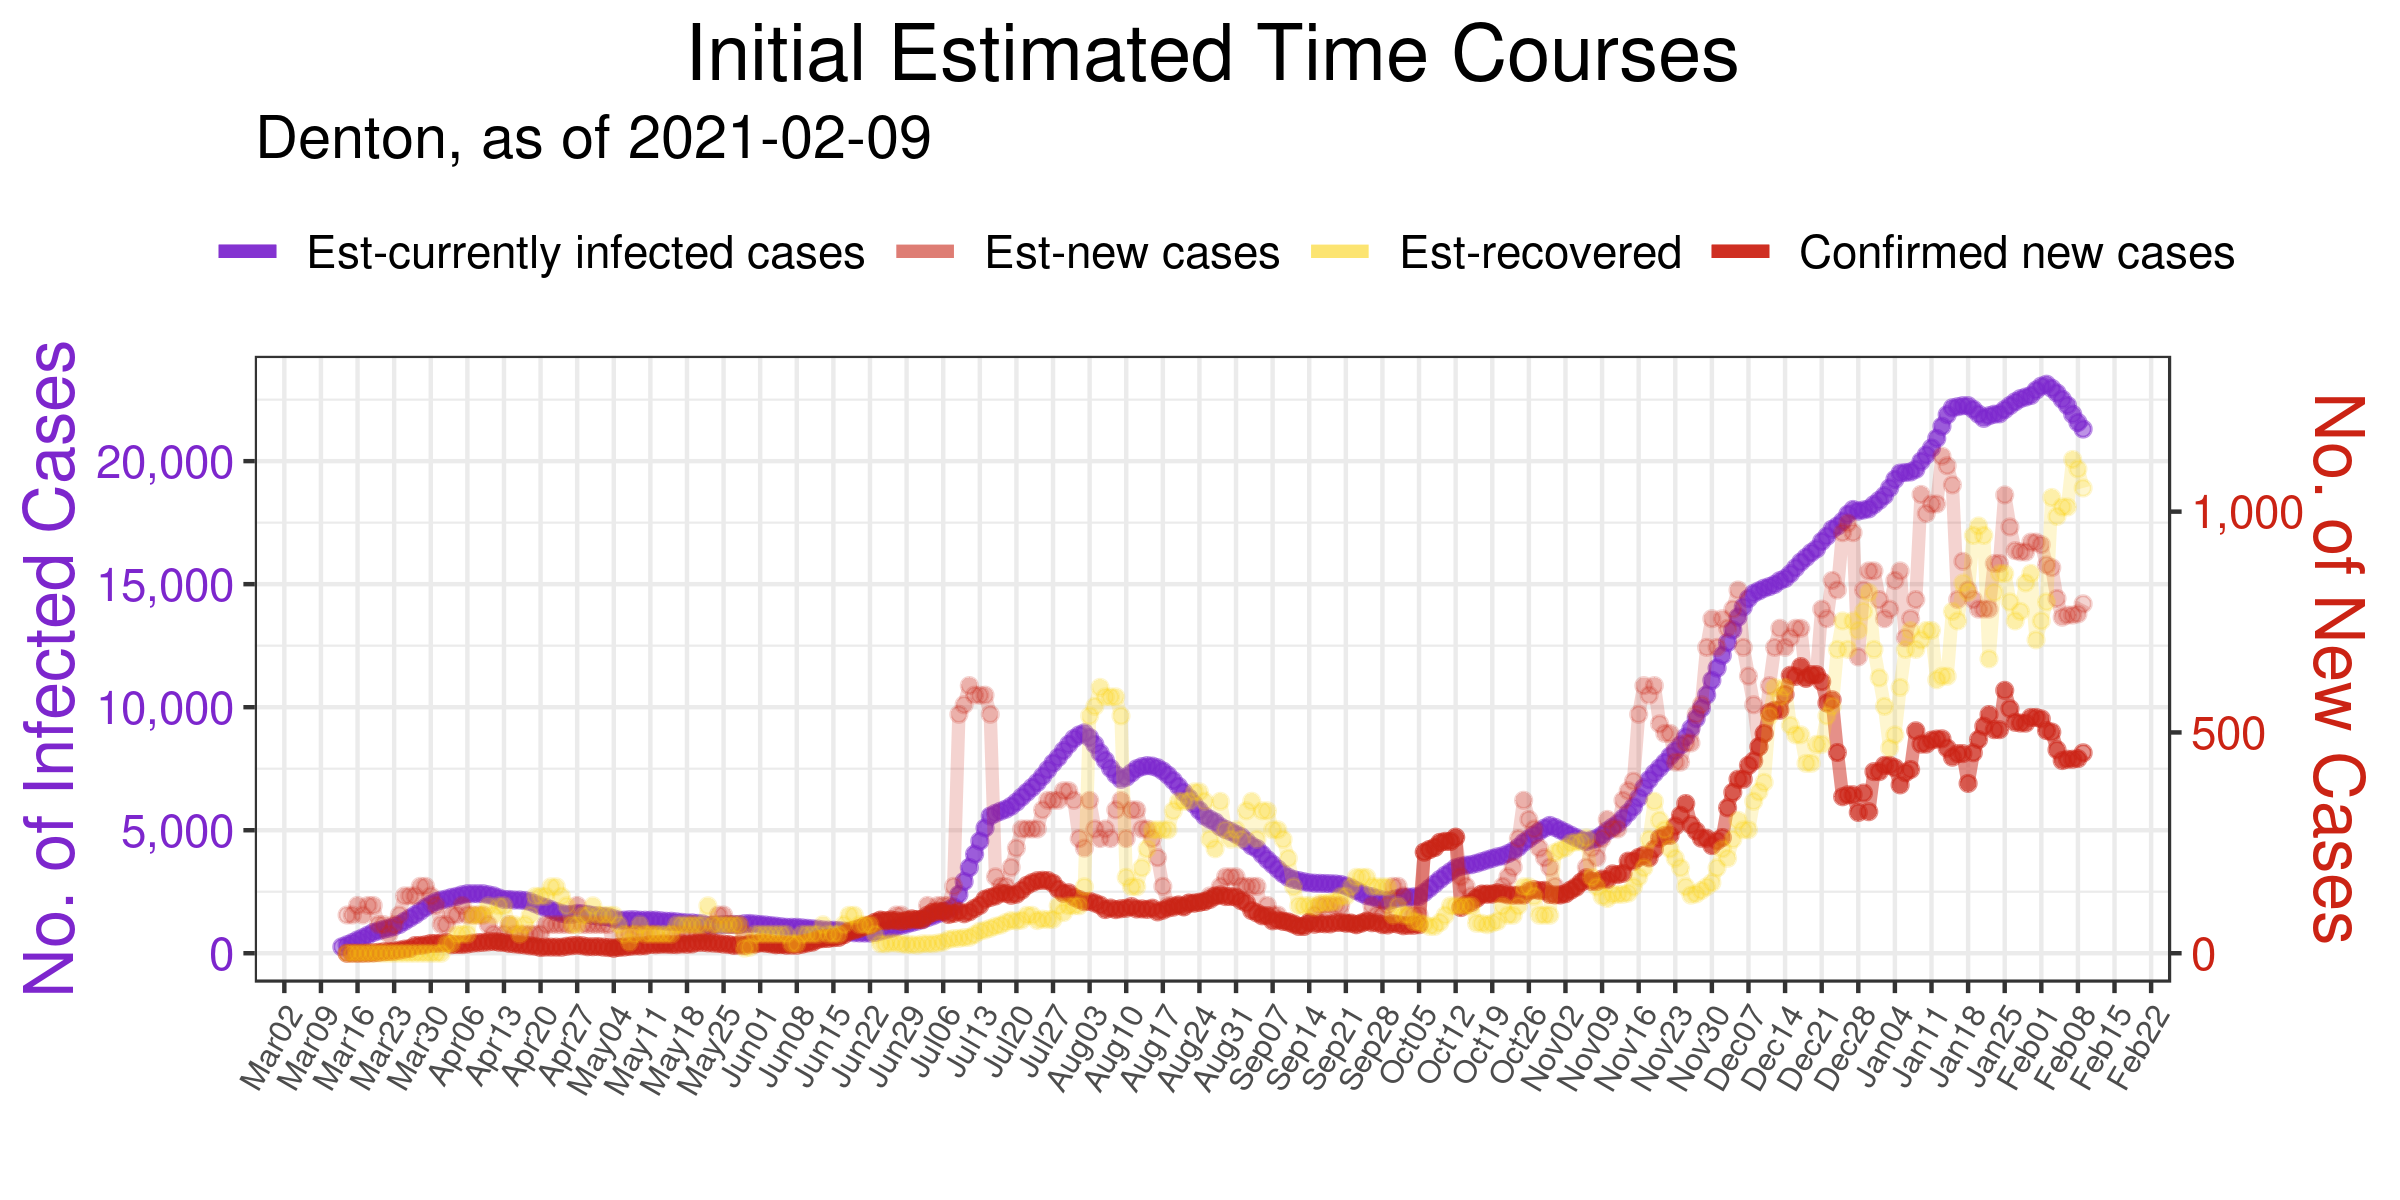 Initial Estimated Time Courses
Denton, as of 2021-02-09
Est-currently infected cases Est-new cases Est-recovered Confirmed new cases
No. of Infected Cases
20,000
15,000
10,000
5,000
0
1,000
500
0
No. of New Cases
Mar02 Mar09 Mar16 Mar23 Mar30 Apr06 Apr13 Apr20 Apr27 May04 May11 May18 May25 Jun01 Jun08 Jun15 Jun22 Jun29 Jul06 Jul13 Jul20 Jul27 Aug03 Aug10 Aug17 Aug24 Aug31 Sep07 Sep14 Sep21 Sep28 Oct05 Oct12 Oct19 Oct26 Nov02 Nov09 Nov16 Nov23 Nov30 Dec07 Dec14 Dec21 Dec28 Jan04 Jan11 Jan18 Jan25 Feb01 Feb08 Feb15 Feb22